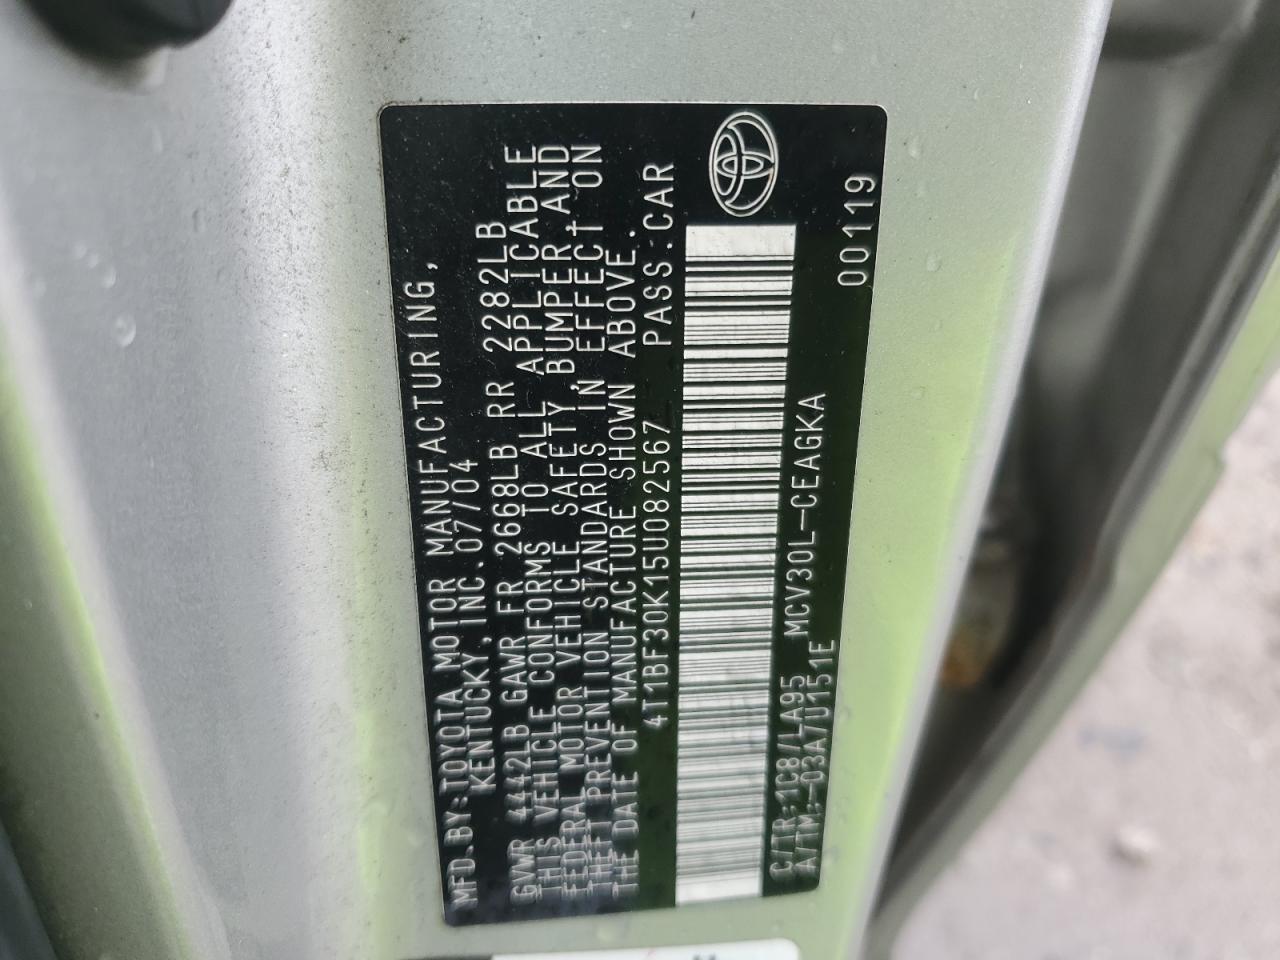 MFD.BY:TOYOTA MOTOR MANUFACTURING,
KENTUCKY,INC.07/04
GVWR 4442LB GAWR FR 2668LB RR 2282LB
THIS VEHICLE CONFORMS TO ALL APPLICABLE
FEDERAL MOTOR VEHICLE SAFETY,BUMPER,AND
THEFT PREVENTION STANDARDS IN EFFECT ON
THE DATE OF MANUFACTURE SHOWN ABOVE.
4T1BF30K15U082567 PASS.CAR
C/TR:1C8/LA95 MCV30L-CEAGKA
A/TM:-03A/U151E
00119